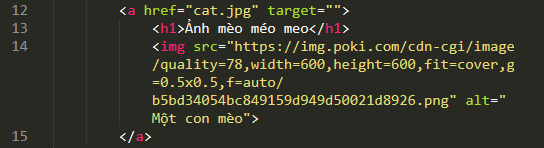 12 <a href="cat.jpg" target="">
13 <h1>Ảnh mèo méo meo</h1>
14 <img src="https://img.poki.com/cdn-cgi/image
/quality=78,width=600,height=600,fit=cover,g
=0.5x0.5,f=auto/
b5bd34054bc849159d949d50021d8926.png" alt="
Một con mèo">
15 </a>